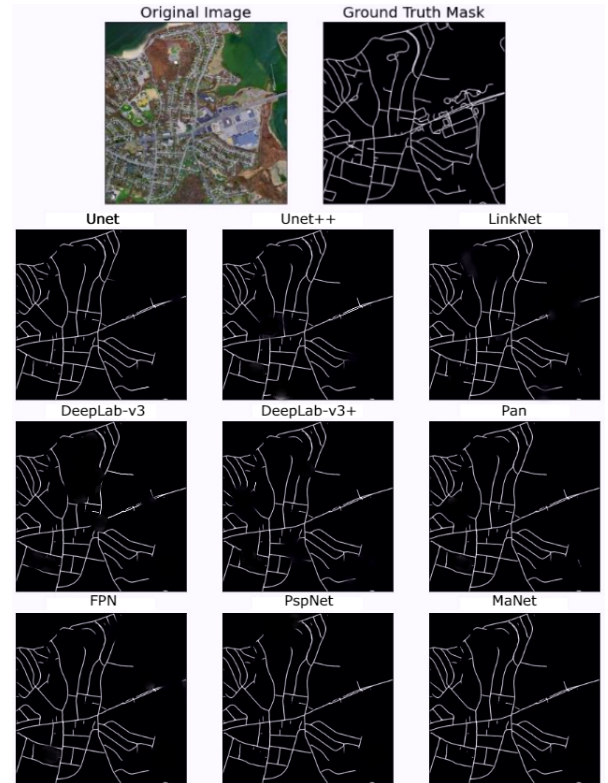 Original Image Ground Truth Mask
Unet Unet++ LinkNet
DeepLab-v3 DeepLab-v3+ Pan
FPN PspNet MaNet